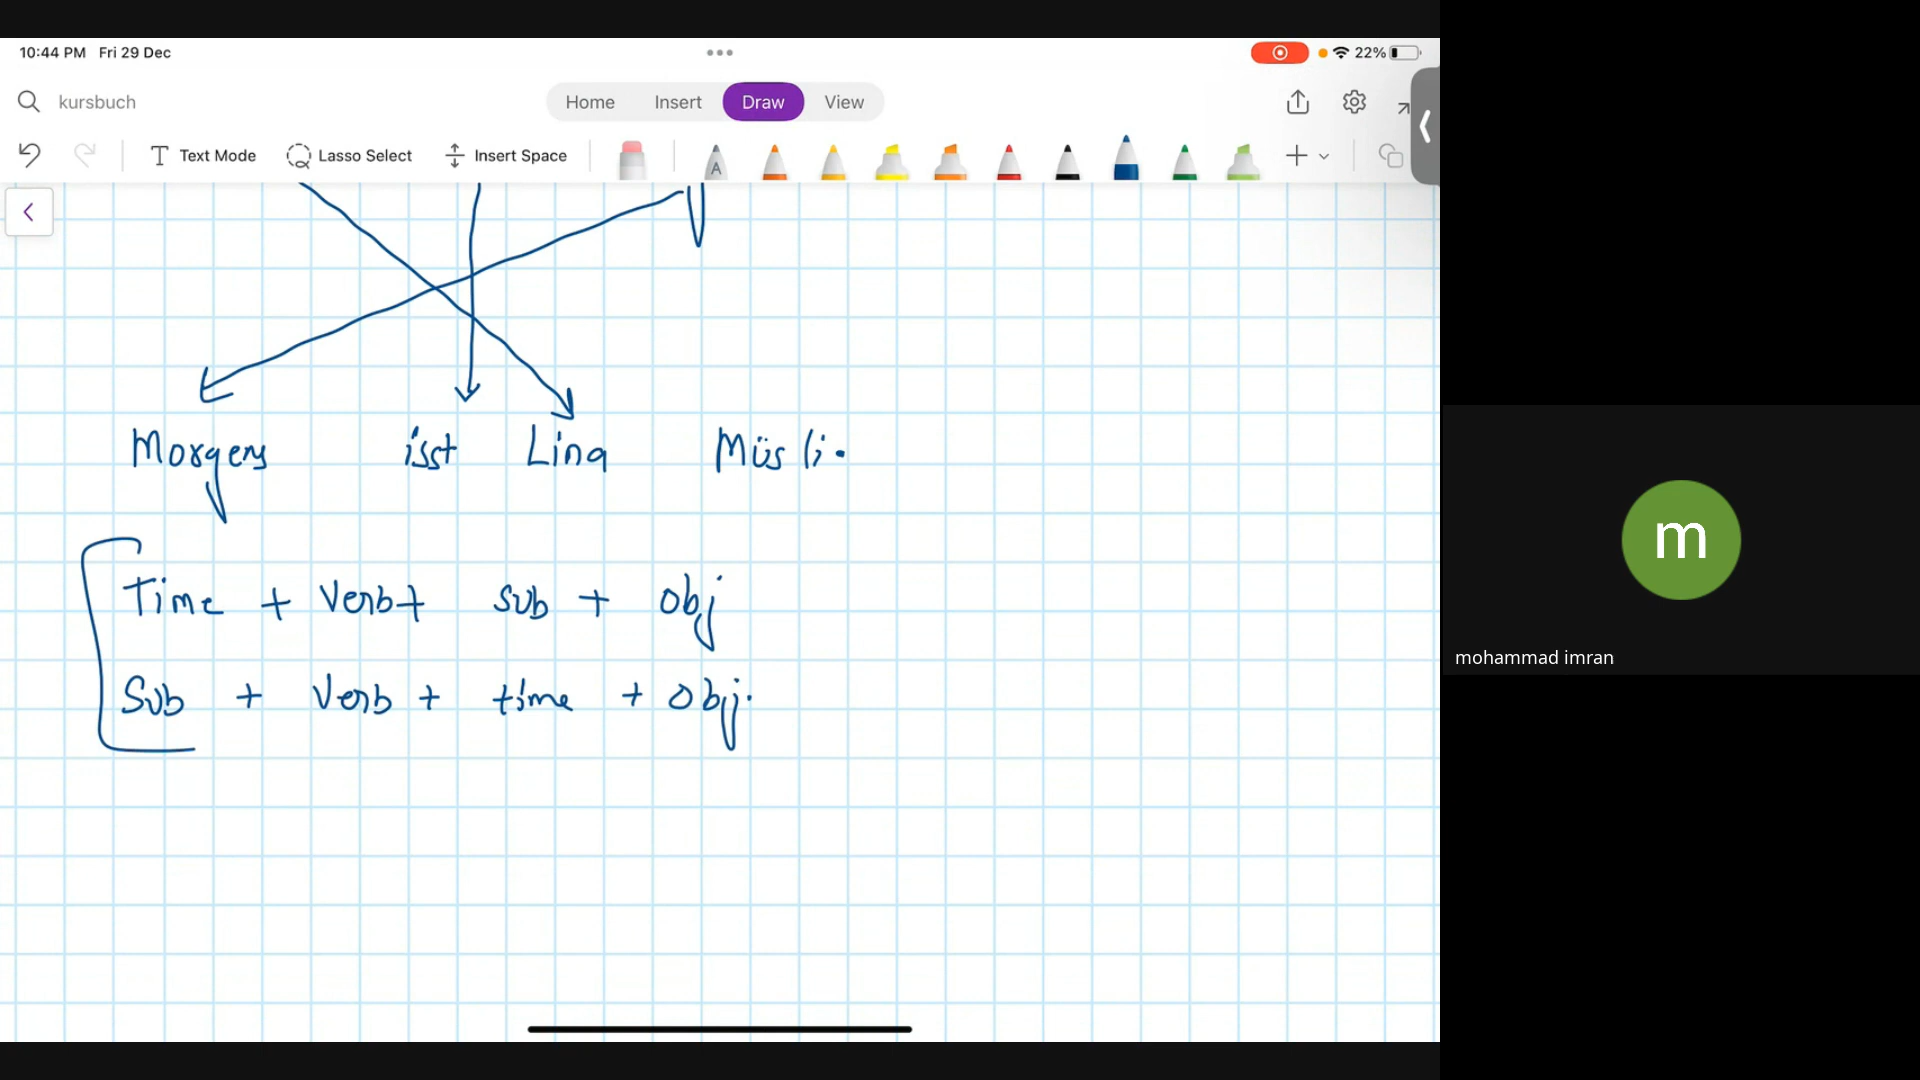 10:44 PM Fri 29 Dec 22%
kursbuch Home Insert Draw View
Text Mode Lasso Select Insert Space A
Morgens isst Lina Müsli.
Time + Verb + Sub + Obj
Sub + Verb + time + Obj.
m
mohammad imran